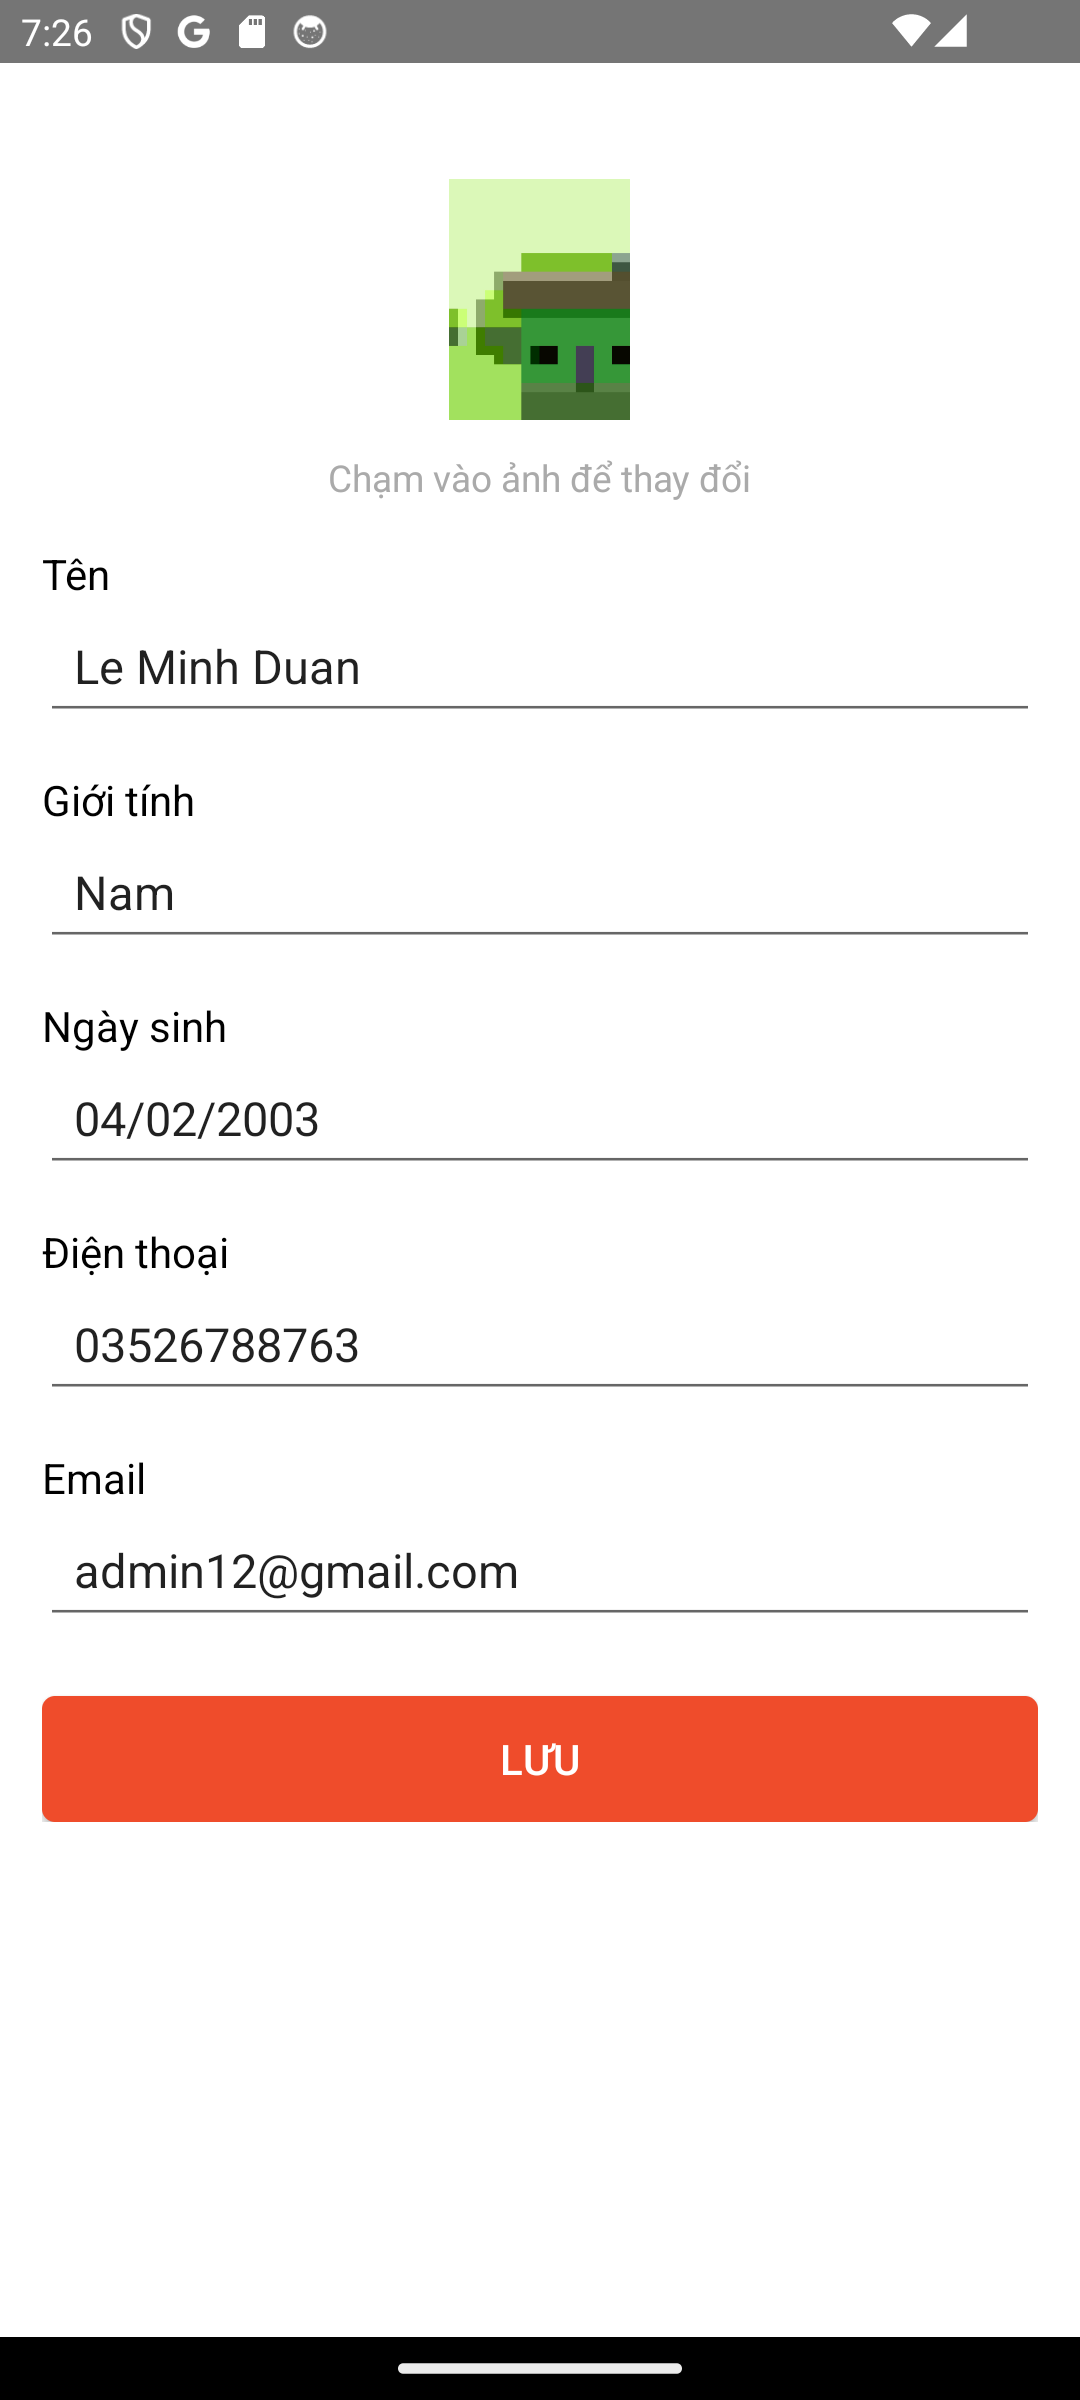 7:26
Chạm vào ảnh để thay đổi
Tên
Le Minh Duan
Giới tính
Nam
Ngày sinh
04/02/2003
Điện thoại
03526788763
Email
admin12@gmail.com
LƯU